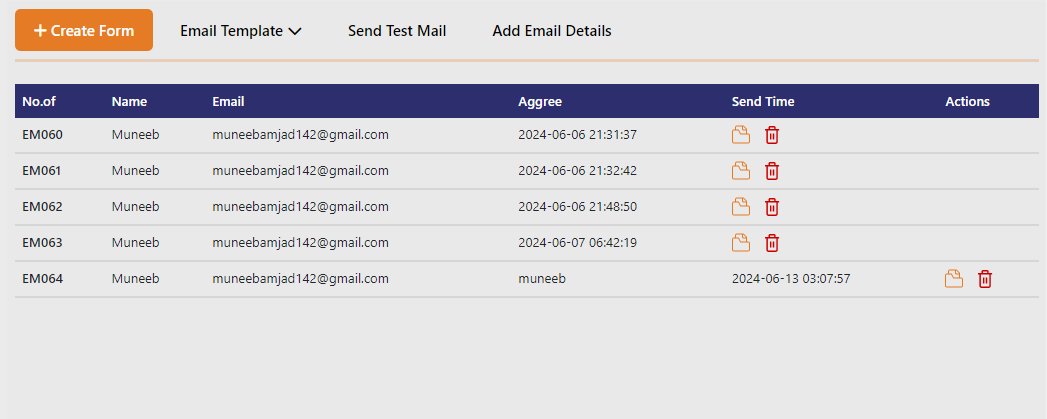 + Create Form Email Template Send Test Mail Add Email Details
No.of Name Email Aggree Send Time Actions
EM060 Muneeb muneebamjad142@gmail.com 2024-06-06 21:31:37
EM061 Muneeb muneebamjad142@gmail.com 2024-06-06 21:32:42
EM062 Muneeb muneebamjad142@gmail.com 2024-06-06 21:48:50
EM063 Muneeb muneebamjad142@gmail.com 2024-06-07 06:42:19
EM064 Muneeb muneebamjad142@gmail.com muneeb 2024-06-13 03:07:57